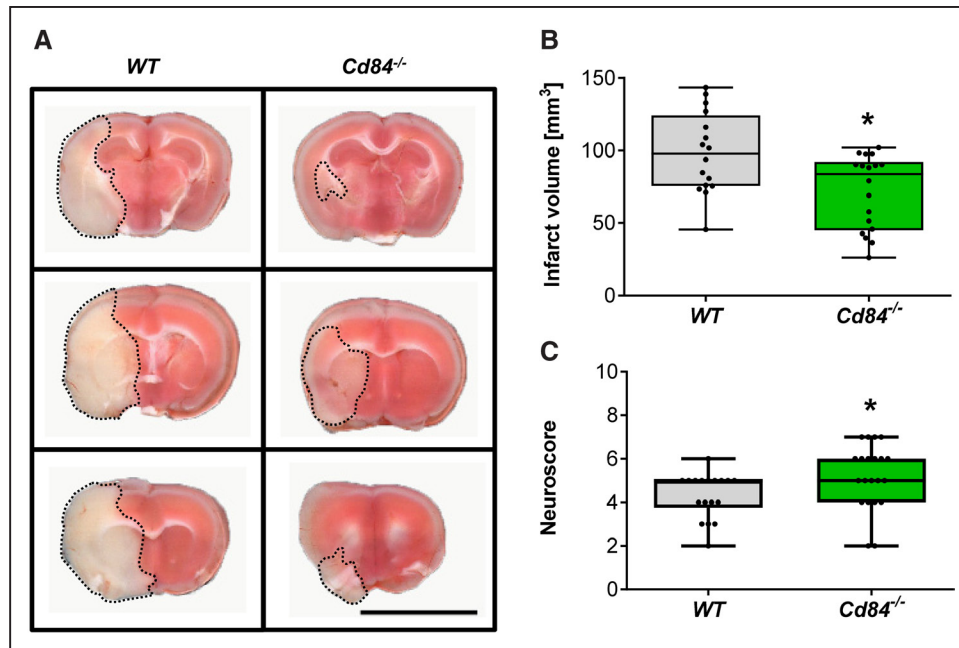 A
WT
Cd84-/-
B
Infarct volume [mm3]
150
100
50
0
*
WT
Cd84-/-
C
Neuroscore
10
8
6
4
2
0
*
WT
Cd84-/-